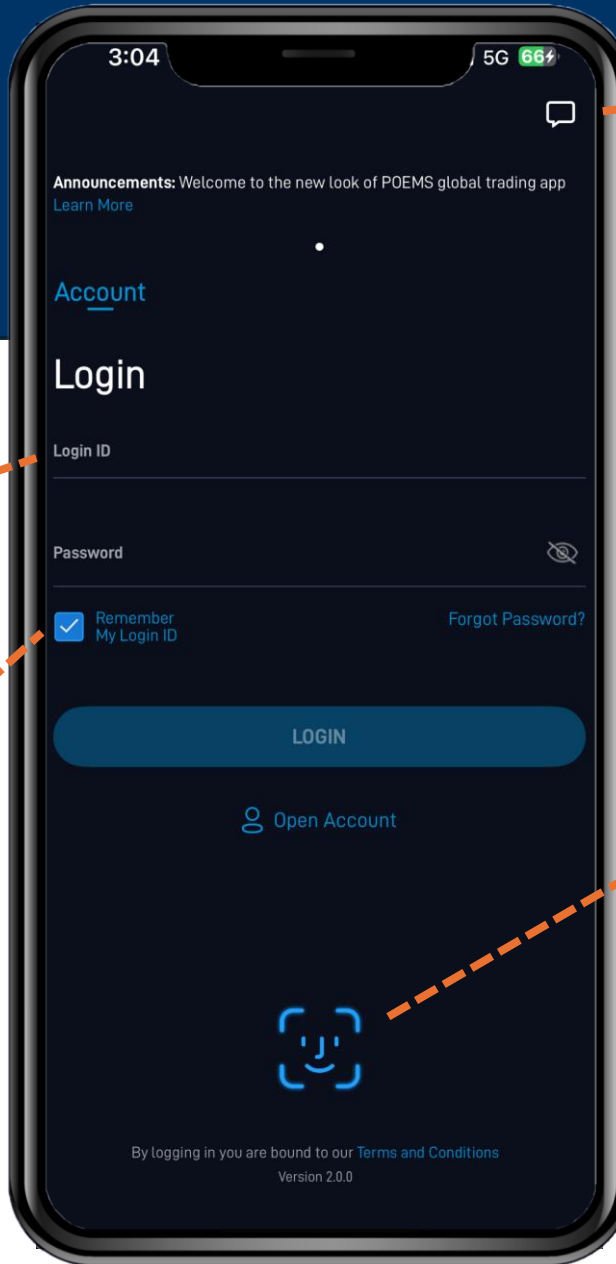 3:04
5G 66
Announcements: Welcome to the new look of POEMS global trading app
Learn More
Account
Login
Login ID
Password
Remember
My Login ID
Forgot Password?
LOGIN
Open Account
By logging in you are bound to our Terms and Conditions
Version 2.0.0